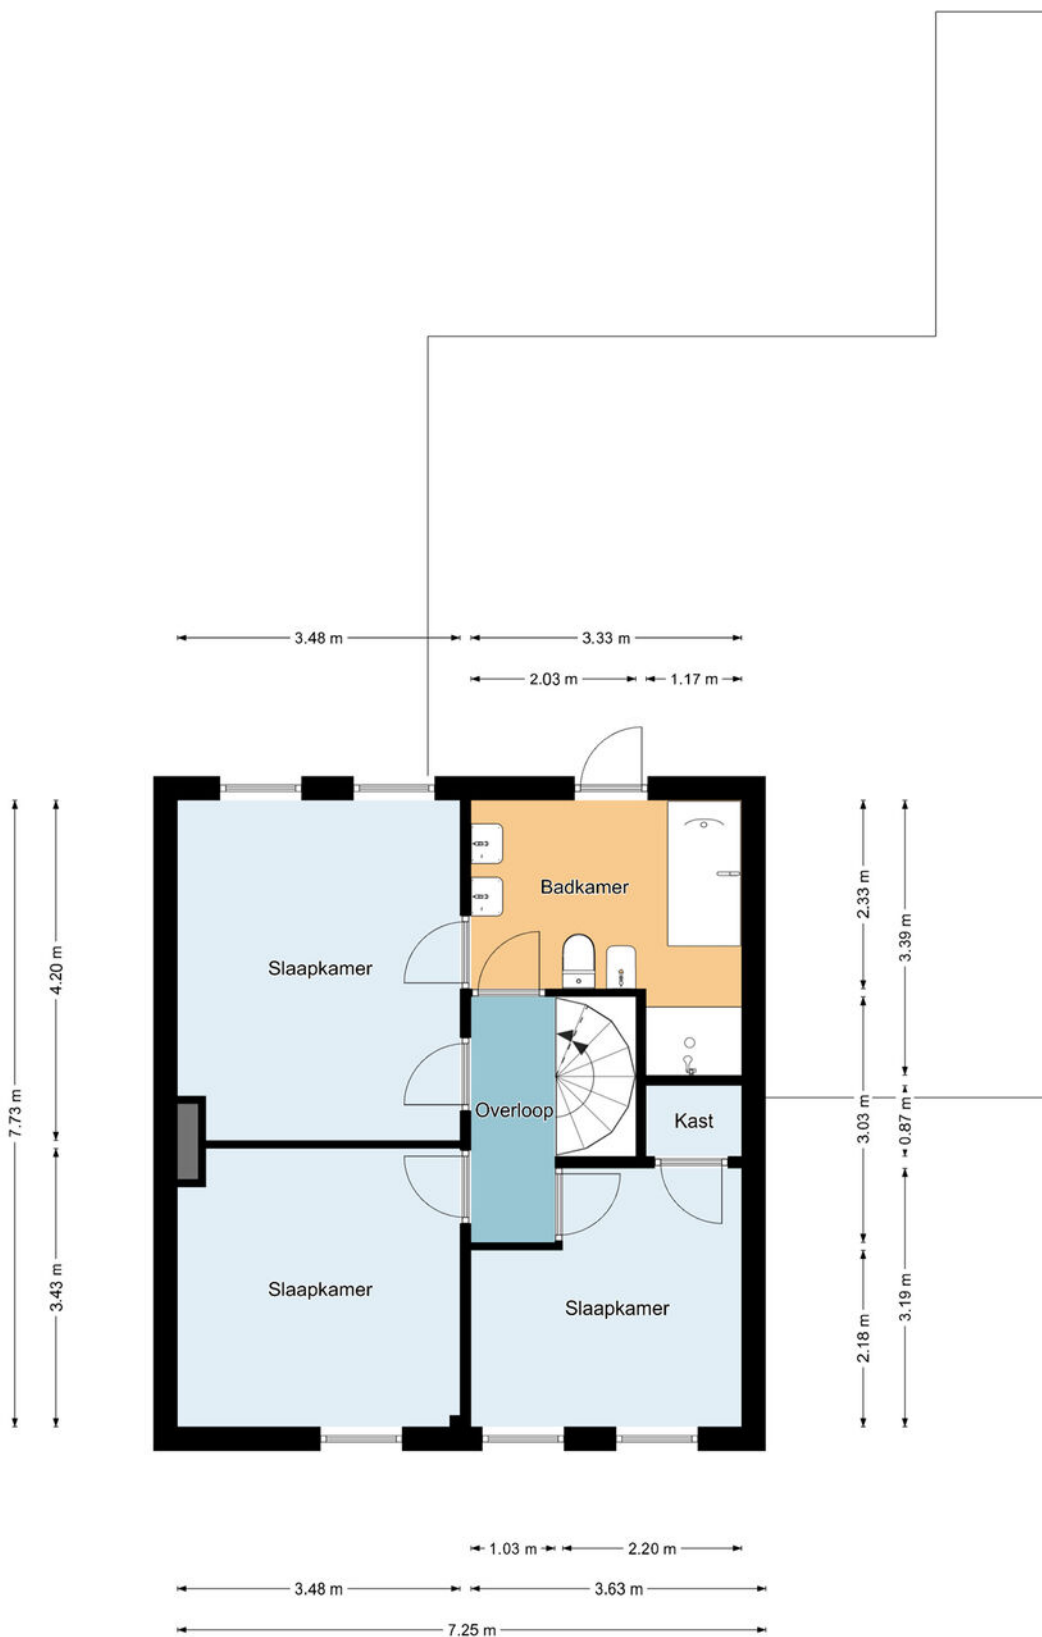 3.48 m
3.33 m
2.03 m
1.17 m
Badkamer
2.33 m
3.39 m
Slaapkamer
4.20 m
7.73 m
Overloop
Kast
3.03 m
0.87 m
Slaapkamer
Slaapkamer
3.43 m
2.18 m
3.19 m
1.03 m
2.20 m
3.48 m
3.63 m
7.25 m